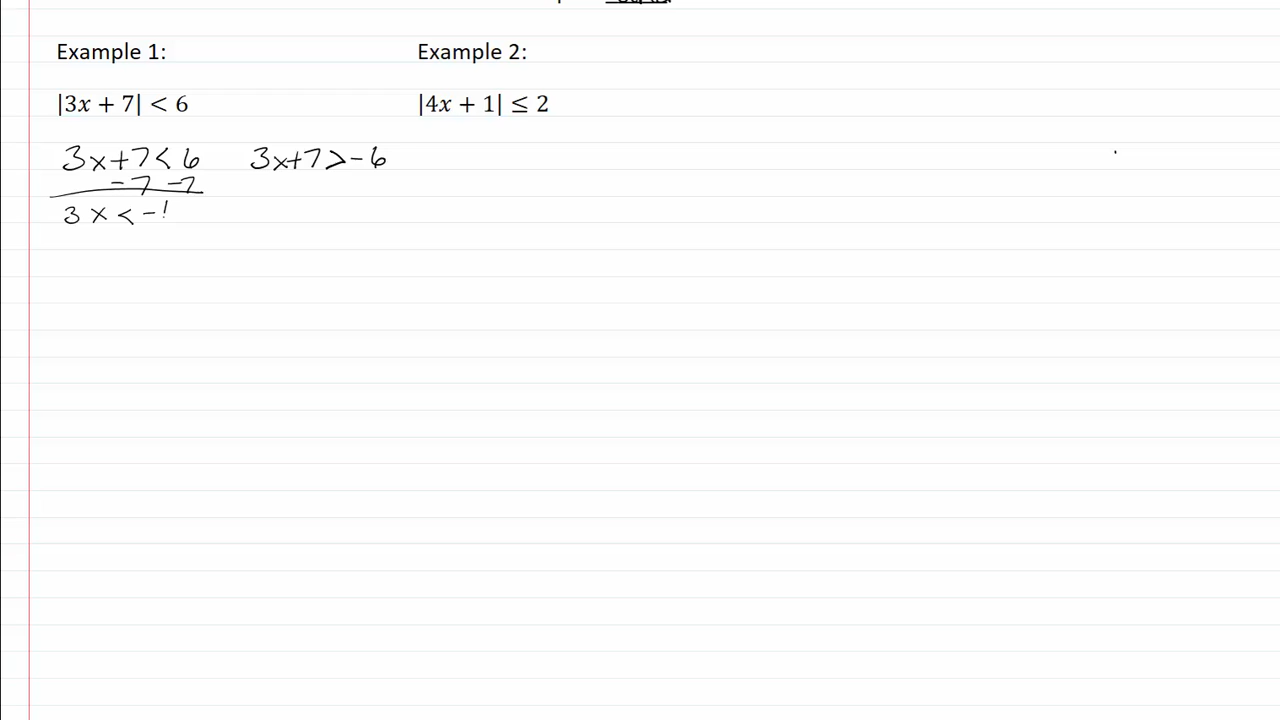 Example 1:
Example 2:
|3x + 7| < 6
|4x + 1| ≤ 2
3x+7<6
3x+7>-6
-7 -7
3x<-1